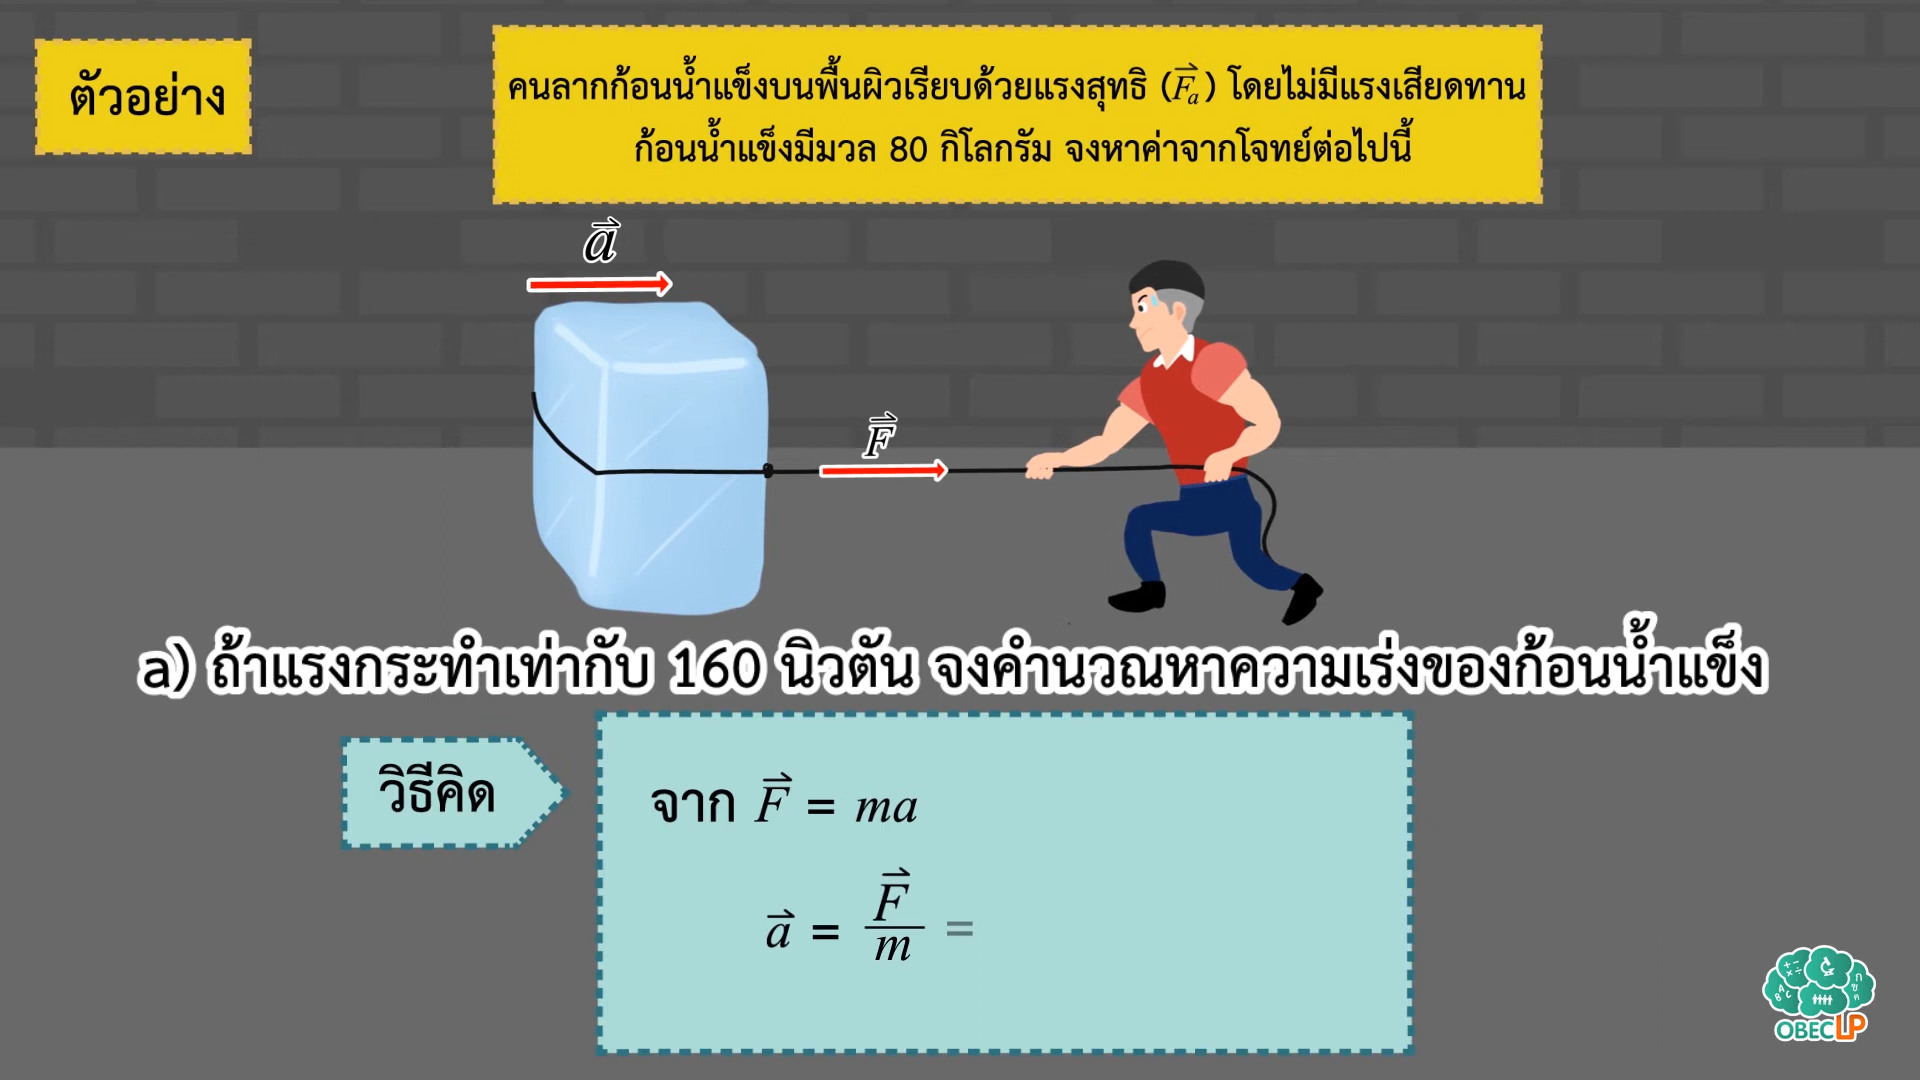 ตัวอย่าง
คนลากก้อนน้ำแข็งบนพื้นผิวเรียบด้วยแรงสุทธิ (F⃗ₐ) โดยไม่มีแรงเสียดทาน
ก้อนน้ำแข็งมีมวล 80 กิโลกรัม จงหาค่าจากโจทย์ต่อไปนี้
a⃗
F⃗
a) ถ้าแรงกระทำเท่ากับ 160 นิวตัน จงคำนวณหาความเร่งของก้อนน้ำแข็ง
วิธีคิด
จาก F⃗ = ma
a⃗ = F⃗/m =
OBECLP